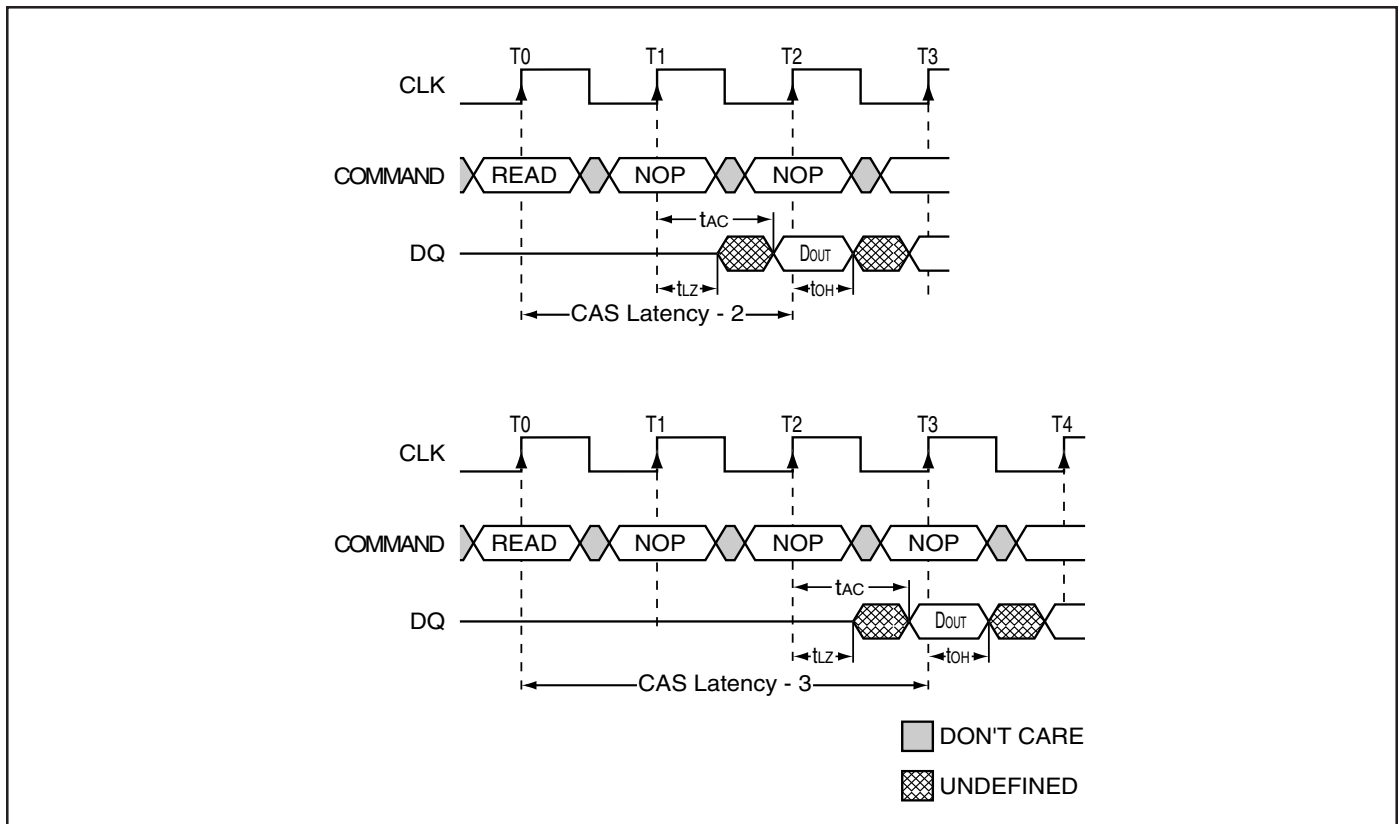 T0 T1 T2 T3
CLK
COMMAND READ NOP NOP
tAC
DQ DOUT
tLZ tOH
CAS Latency - 2
T0 T1 T2 T3 T4
CLK
COMMAND READ NOP NOP NOP
tAC
DQ DOUT
tLZ tOH
CAS Latency - 3
DON'T CARE
UNDEFINED